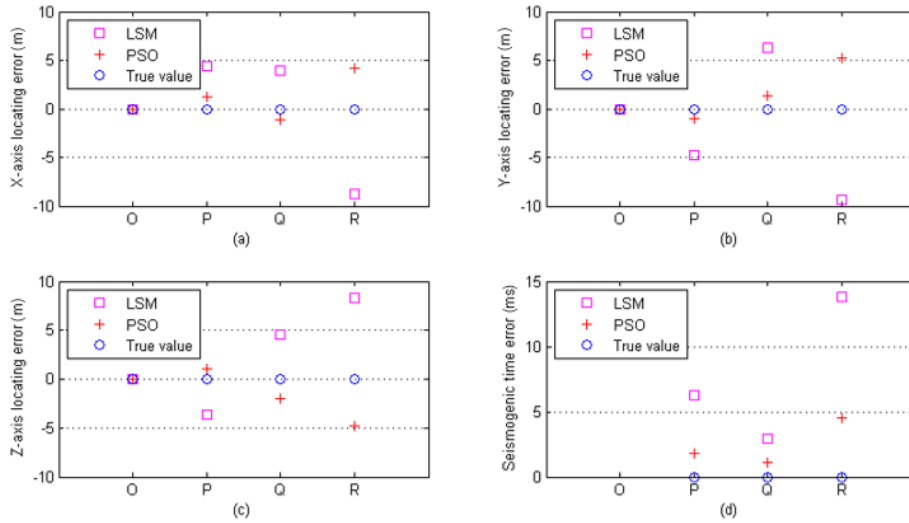 X-axis locating error (m)
10
5
0
-5
-10
LSM
PSO
True value
O P Q R
(a)
Y-axis locating error (m)
10
5
0
-5
-10
LSM
PSO
True value
O P Q R
(b)
Z-axis locating error (m)
10
5
0
-5
-10
LSM
PSO
True value
O P Q R
(c)
Seismogenic time error (ms)
15
10
5
0
LSM
PSO
True value
O P Q R
(d)